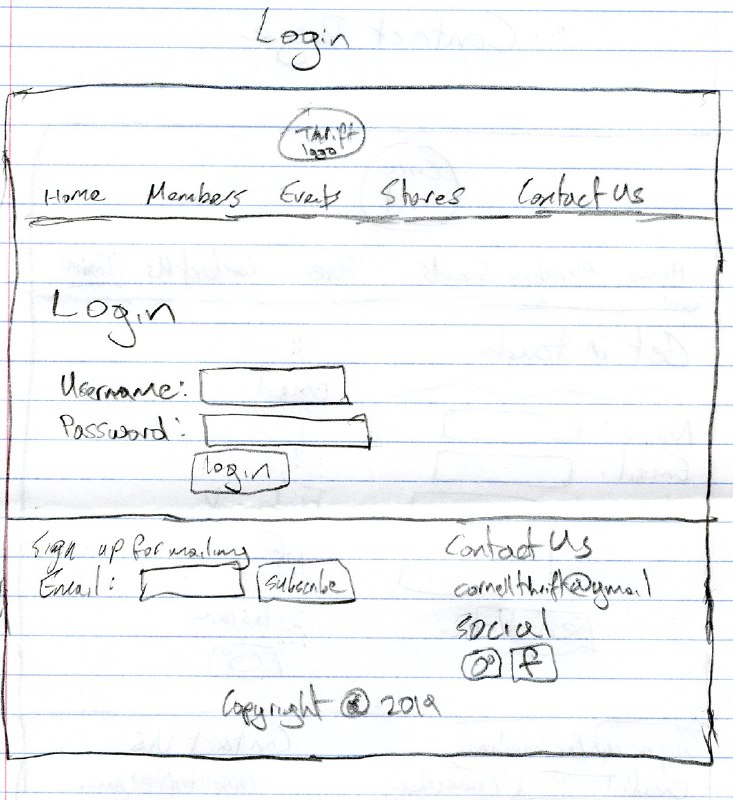 Login
Thrift
logo
Home Members Events Stores Contact Us
Login
Username:
Password:
login
Sign up for mailing
Email: subscribe
Contact Us
cornellthrift@gmail
social
f
Copyright © 2019